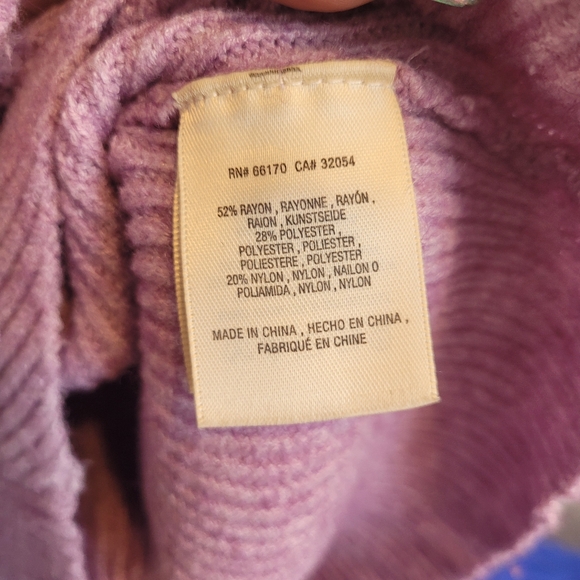 RN# 66170 CA# 32054
52% RAYON , RAYONNE , RAYÓN ,
RAION , KUNSTSEIDE
28% POLYESTER ,
POLYESTER , POLIESTER ,
POLIESTERE , POLYESTER
20% NYLON , NYLON , NAILON O
POLIAMIDA , NYLON , NYLON
MADE IN CHINA , HECHO EN CHINA ,
FABRIQUÉ EN CHINE